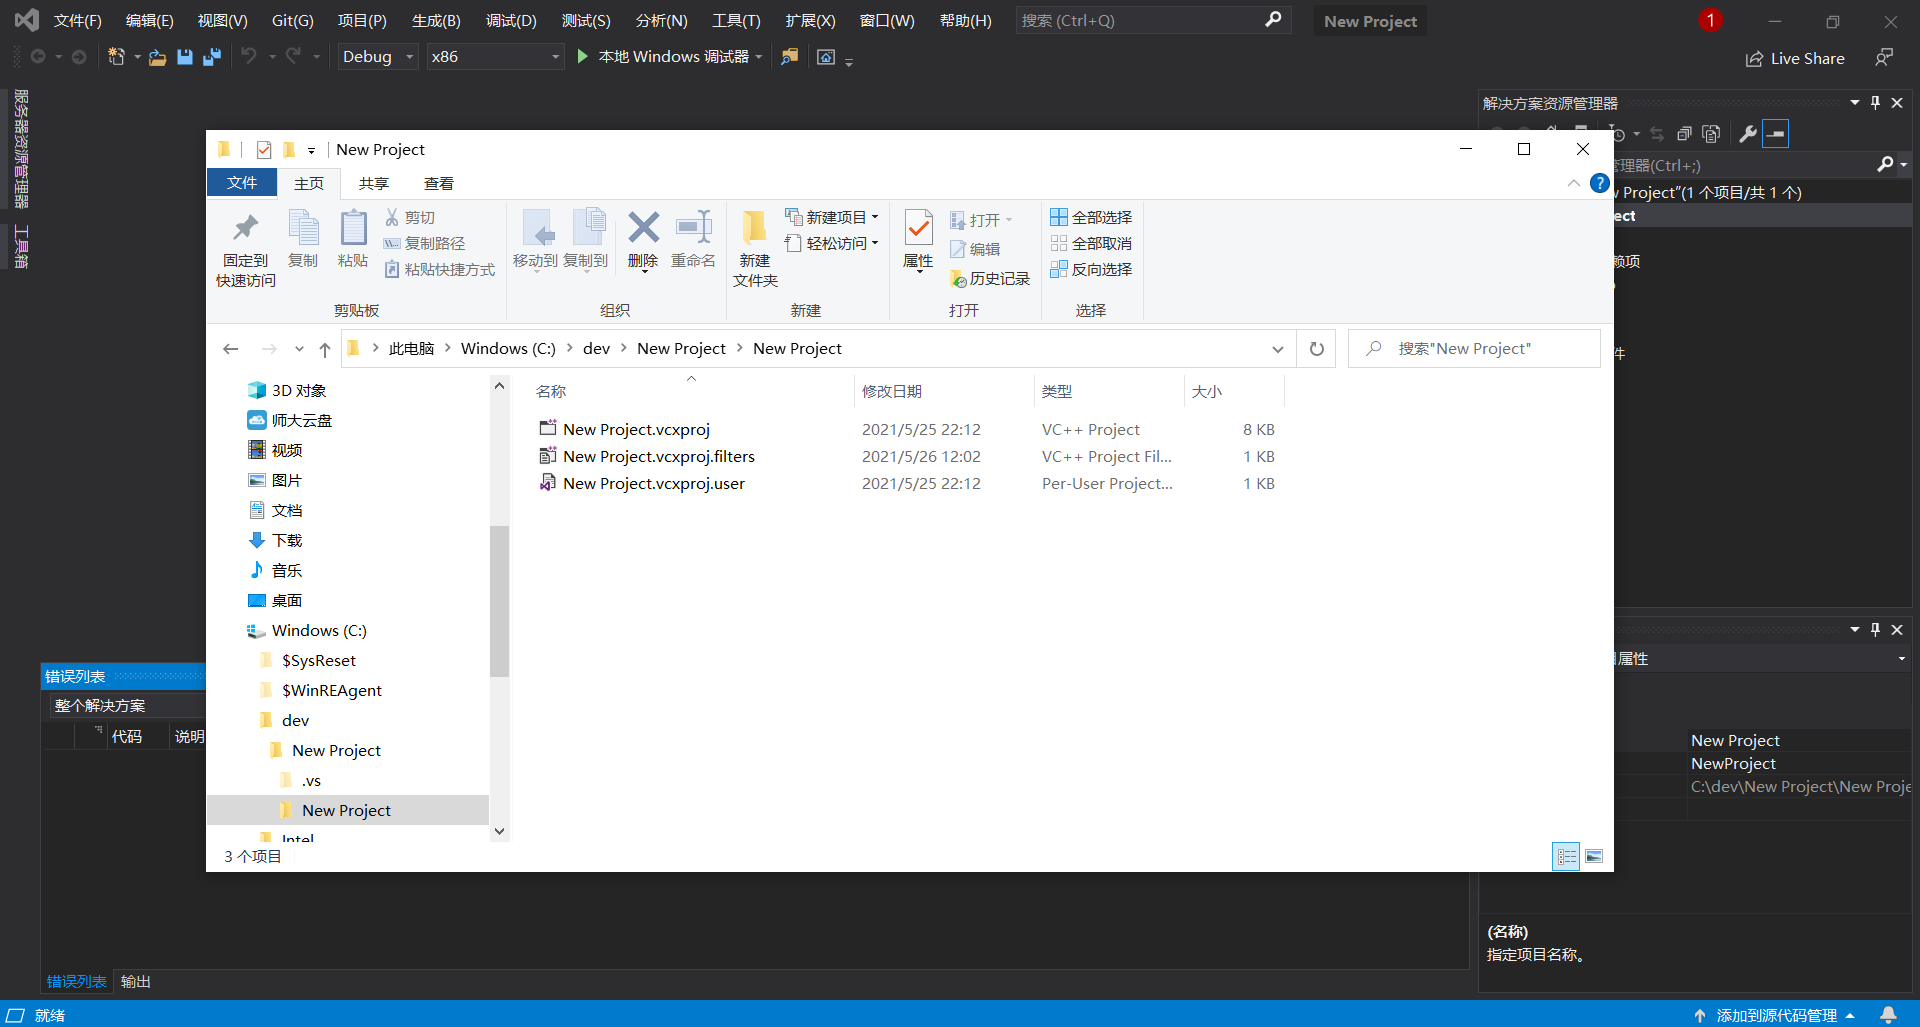 文件(F) 编辑(E) 视图(V) Git(G) 项目(P) 生成(B) 调试(D) 测试(S) 分析(N) 工具(T) 扩展(X) 窗口(W) 帮助(H) 搜索 (Ctrl+Q) New Project 1
Debug x86 本地 Windows 调试器 Live Share
服务器资源管理器
工具箱
解决方案资源管理器
管理器(Ctrl+;)
w Project"(1 个项目/共 1 个)
ect
赖项
件
New Project
文件 主页 共享 查看
固定到
快速访问
复制
粘贴
剪切
复制路径
粘贴快捷方式
剪贴板
移动到
复制到
删除
重命名
组织
新建
文件夹
新建项目
轻松访问
新建
属性
打开
编辑
历史记录
打开
全部选择
全部取消
反向选择
选择
此电脑 Windows (C:) dev New Project New Project
搜索"New Project"
3D 对象
师大云盘
视频
图片
文档
下载
音乐
桌面
Windows (C:)
$SysReset
$WinREAgent
dev
New Project
.vs
New Project
Intel
名称 修改日期 类型 大小
New Project.vcxproj 2021/5/25 22:12 VC++ Project 8 KB
New Project.vcxproj.filters 2021/5/26 12:02 VC++ Project Fil... 1 KB
New Project.vcxproj.user 2021/5/25 22:12 Per-User Project... 1 KB
3 个项目
错误列表
整个解决方案
代码 说明
错误列表 输出
属性
New Project
NewProject
C:\dev\New Project\New Proje
(名称)
指定项目名称。
就绪 添加到源代码管理